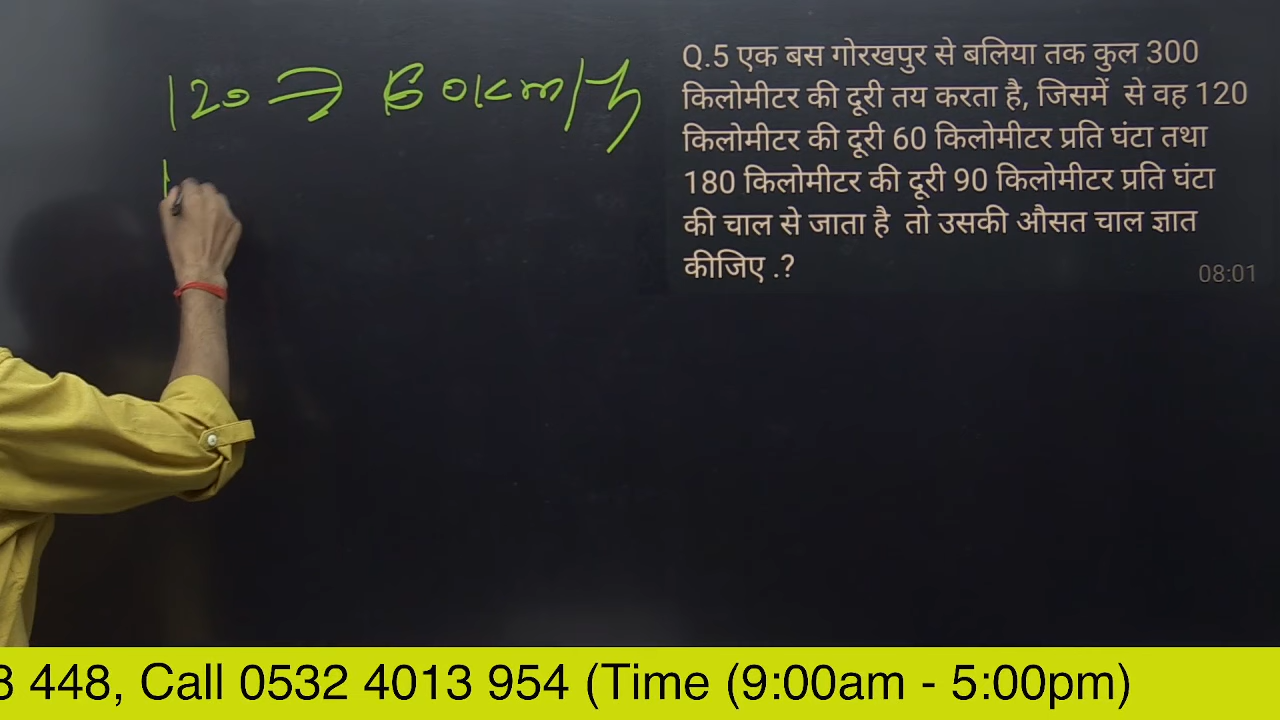 120 → 60km/h
Q.5 एक बस गोरखपुर से बलिया तक कुल 300
किलोमीटर की दूरी तय करता है, जिसमें से वह 120
किलोमीटर की दूरी 60 किलोमीटर प्रति घंटा तथा
180 किलोमीटर की दूरी 90 किलोमीटर प्रति घंटा
की चाल से जाता है तो उसकी औसत चाल ज्ञात
कीजिए .?
08:01
3 448, Call 0532 4013 954 (Time (9:00am - 5:00pm)